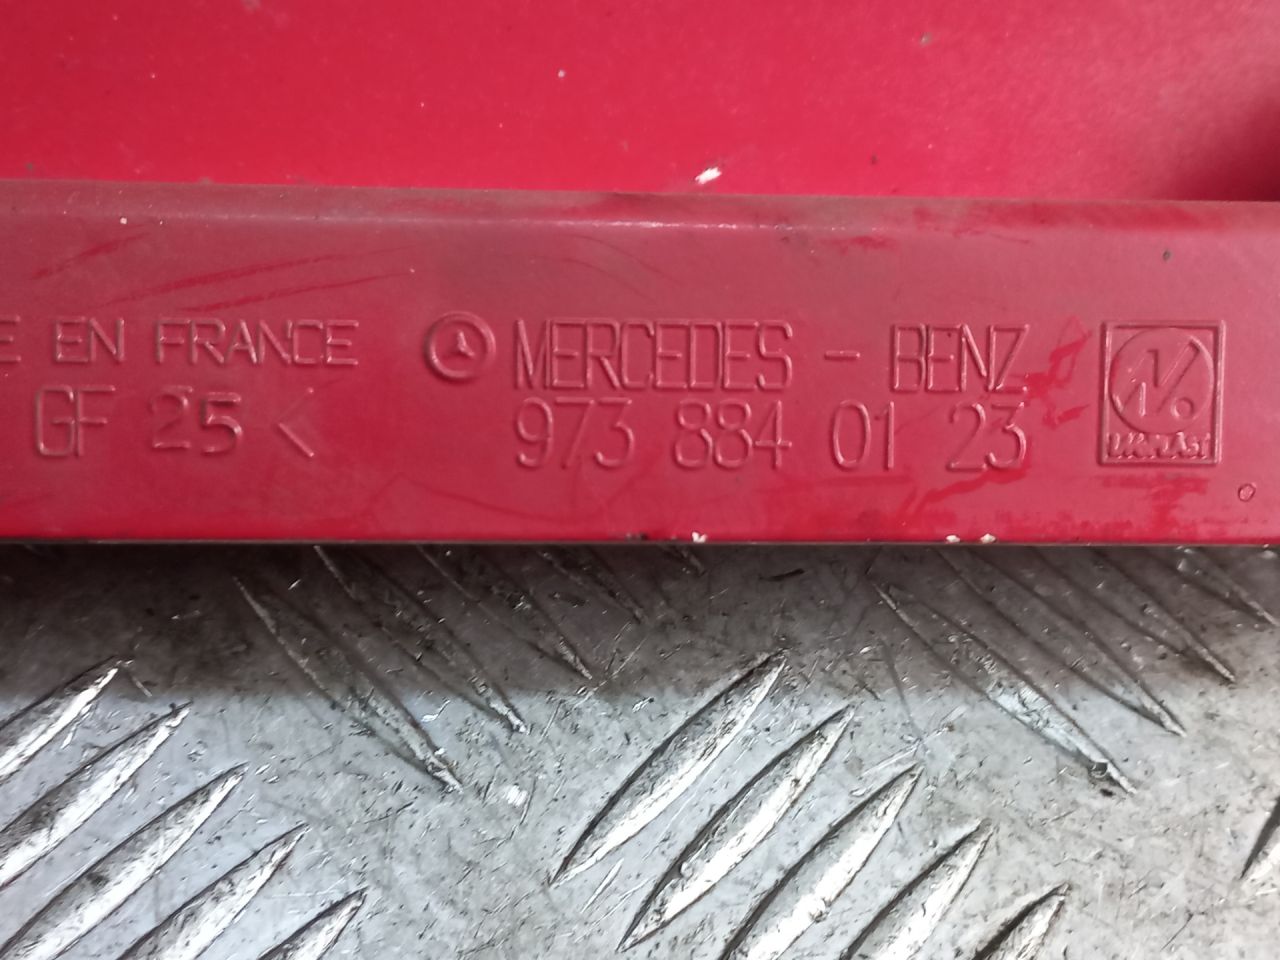 E EN FRANCE MERCEDES - BENZ
GF 25 < 973 884 01 23